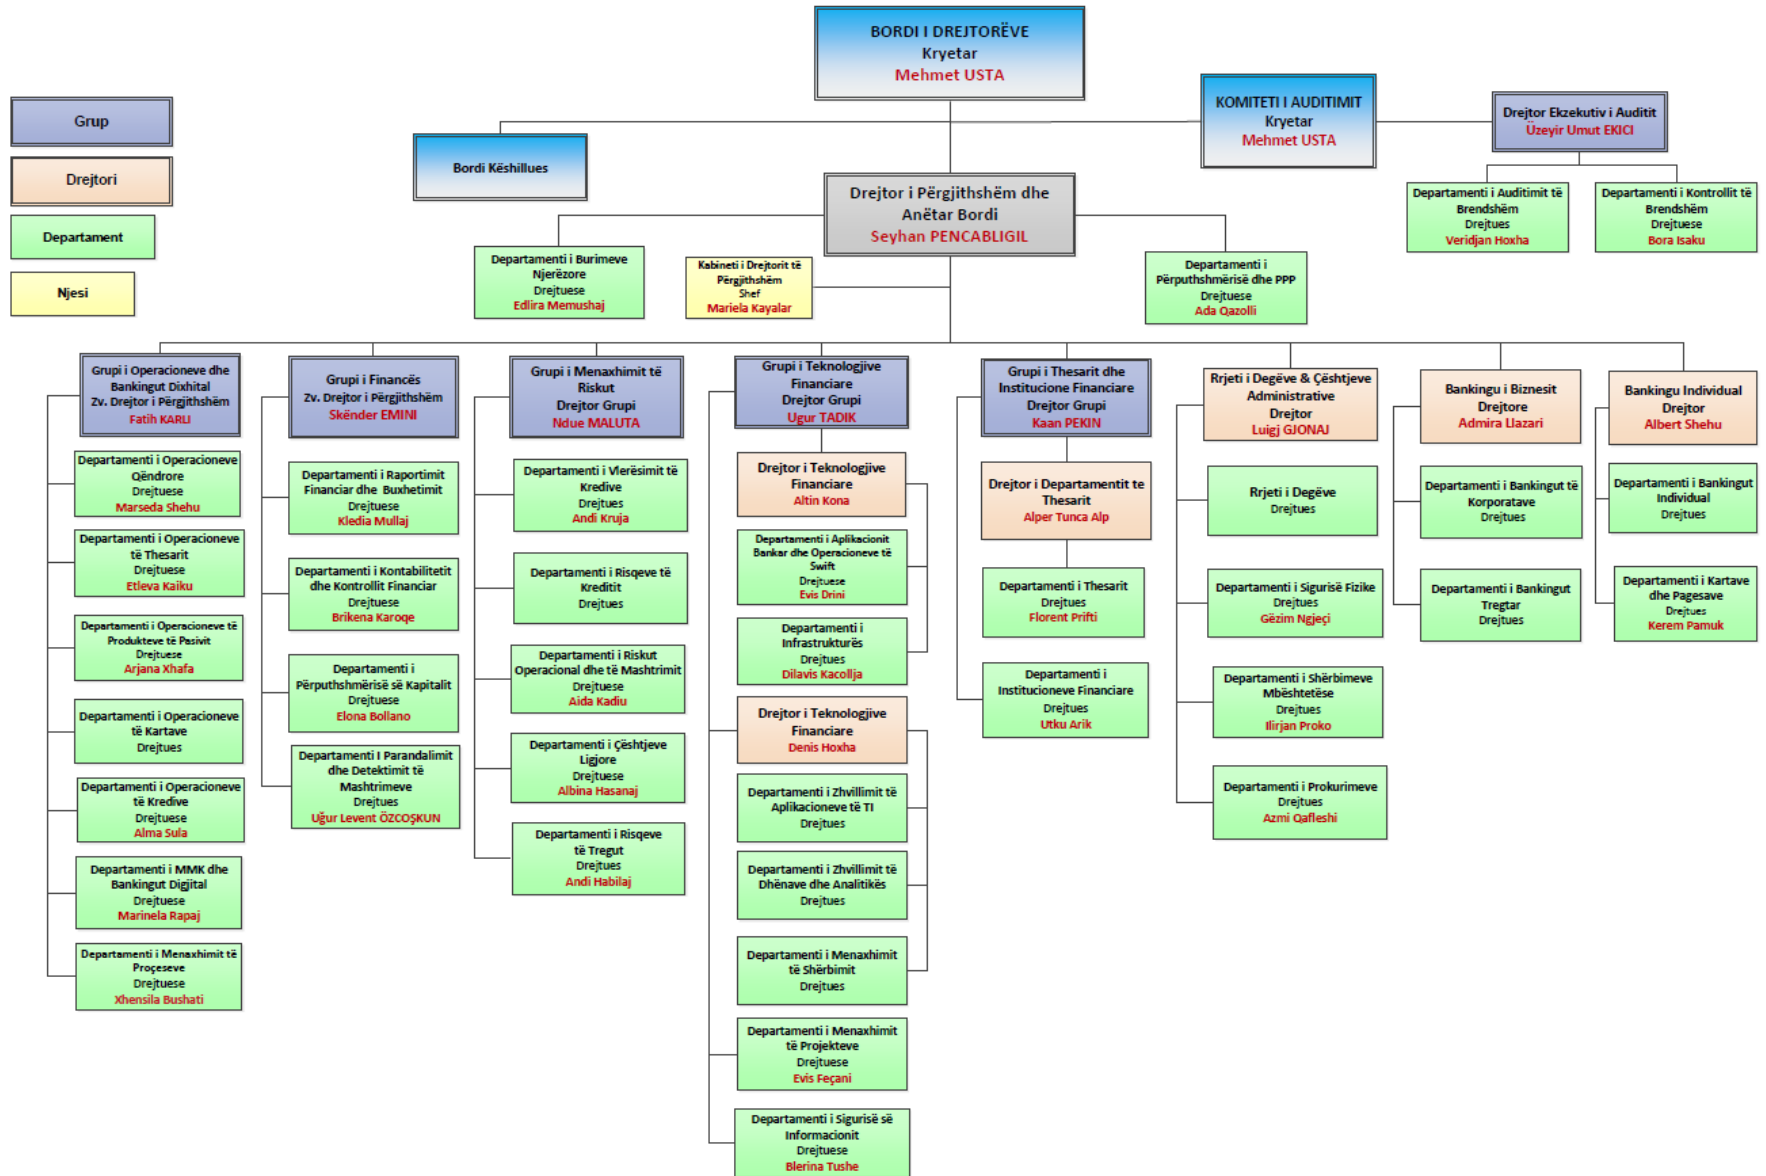 BORDI I DREJTORËVE
Kryetar
Mehmet USTA
KOMITETI I AUDITIMIT
Kryetar
Mehmet USTA
Drejtor Ekzekutiv i Auditit
Üzeyir Umut EKICI
Grup
Drejtori
Departament
Njesi
Bordi Këshillues
Drejtor i Përgjithshëm dhe
Anëtar Bordi
Seyhan PENCABLIGIL
Departamenti i Auditimit të
Brendshëm
Drejtues
Veridjan Hoxha
Departamenti i Kontrollit të
Brendshëm
Drejtuese
Bora Isaku
Departamenti i Burimeve
Njerëzore
Drejtuese
Edlira Memushaj
Kabineti i Drejtorit të
Përgjithshëm
Shef
Mariela Kayalar
Departamenti i
Përputhshmërisë dhe PPP
Drejtuese
Ada Qazolli
Grupi i Operacioneve dhe
Bankingut Dixhital
Zv. Drejtor i Përgjithshëm
Fatih KARLI
Departamenti i Operacioneve
Qëndrore
Drejtuese
Marseda Shehu
Departamenti i Operacioneve
të Thesarit
Drejtuese
Etleva Kaiku
Departamenti i Operacioneve të
Produkteve të Pasivit
Drejtuese
Arjana Xhafa
Departamenti i Operacioneve
të Kartave
Drejtues
Departamenti i Operacioneve
të Kredive
Drejtuese
Alma Sula
Departamenti i MMK dhe
Bankingut Digjital
Drejtuese
Marinela Rapaj
Departamenti i Menaxhimit të
Proçeseve
Drejtuese
Xhensila Bushati
Grupi i Financës
Zv. Drejtor i Përgjithshëm
Skënder EMINI
Departamenti i Raportimit
Financiar dhe Buxhetimit
Drejtuese
Kledia Mullaj
Departamenti i Kontabilitetit
dhe Kontrollit Financiar
Drejtuese
Brikena Karoqe
Departamenti i
Përputhshmërisë së Kapitalit
Drejtuese
Elona Bollano
Departamenti I Parandalimit
dhe Detektimit të
Mashtrimeve
Drejtues
Uğur Levent ÖZCOŞKUN
Grupi i Menaxhimit të
Riskut
Drejtor Grupi
Ndue MALUTA
Departamenti i Vlerësimit të
Kredive
Drejtues
Andi Kruja
Departamenti i Risqeve të
Kreditit
Drejtues
Departamenti i Riskut
Operacional dhe të Mashtrimit
Drejtuese
Aida Kadiu
Departamenti i Çështjeve
Ligjore
Drejtuese
Albina Hasanaj
Departamenti i Risqeve
të Tregut
Drejtues
Andi Habilaj
Grupi i Teknologjive
Financiare
Drejtor Grupi
Ugur TADIK
Drejtor i Teknologjive
Financiare
Altin Kona
Departamenti i Aplikacionit
Bankar dhe Operacioneve të
Swift
Drejtuese
Evis Drini
Departamenti i
Infrastrukturës
Drejtues
Dilavis Kacollja
Drejtor i Teknologjive
Financiare
Denis Hoxha
Departamenti i Zhvillimit të
Aplikacioneve të TI
Drejtues
Departamenti i Zhvillimit të
Dhënave dhe Analitikës
Drejtues
Departamenti i Menaxhimit
të Shërbimit
Drejtues
Departamenti i Menaxhimit
të Projekteve
Drejtuese
Evis Feçani
Departamenti i Sigurisë së
Informacionit
Drejtuese
Blerina Tushe
Grupi i Thesarit dhe
Institucione Financiare
Drejtor Grupi
Kaan PEKIN
Drejtor i Departamentit te
Thesarit
Alper Tunca Alp
Departamenti i Thesarit
Drejtues
Florent Prifti
Departamenti i
Institucioneve Financiare
Drejtues
Utku Arik
Rrjeti i Degëve & Çështjeve
Administrative
Drejtor
Luigj GJONAJ
Rrjeti i Degëve
Drejtues
Departamenti i Sigurisë Fizike
Drejtues
Gëzim Ngjeçi
Departamenti i Shërbimeve
Mbështetëse
Drejtues
Ilirjan Proko
Departamenti i Prokurimeve
Drejtues
Azmi Qafleshi
Bankingu i Biznesit
Drejtore
Admira Llazari
Departamenti i Bankingut të
Korporatave
Drejtues
Departamenti i Bankingut
Tregtar
Drejtues
Bankingu Individual
Drejtor
Albert Shehu
Departamenti i Bankingut
Individual
Drejtues
Departamenti i Kartave
dhe Pagesave
Drejtues
Kerem Pamuk